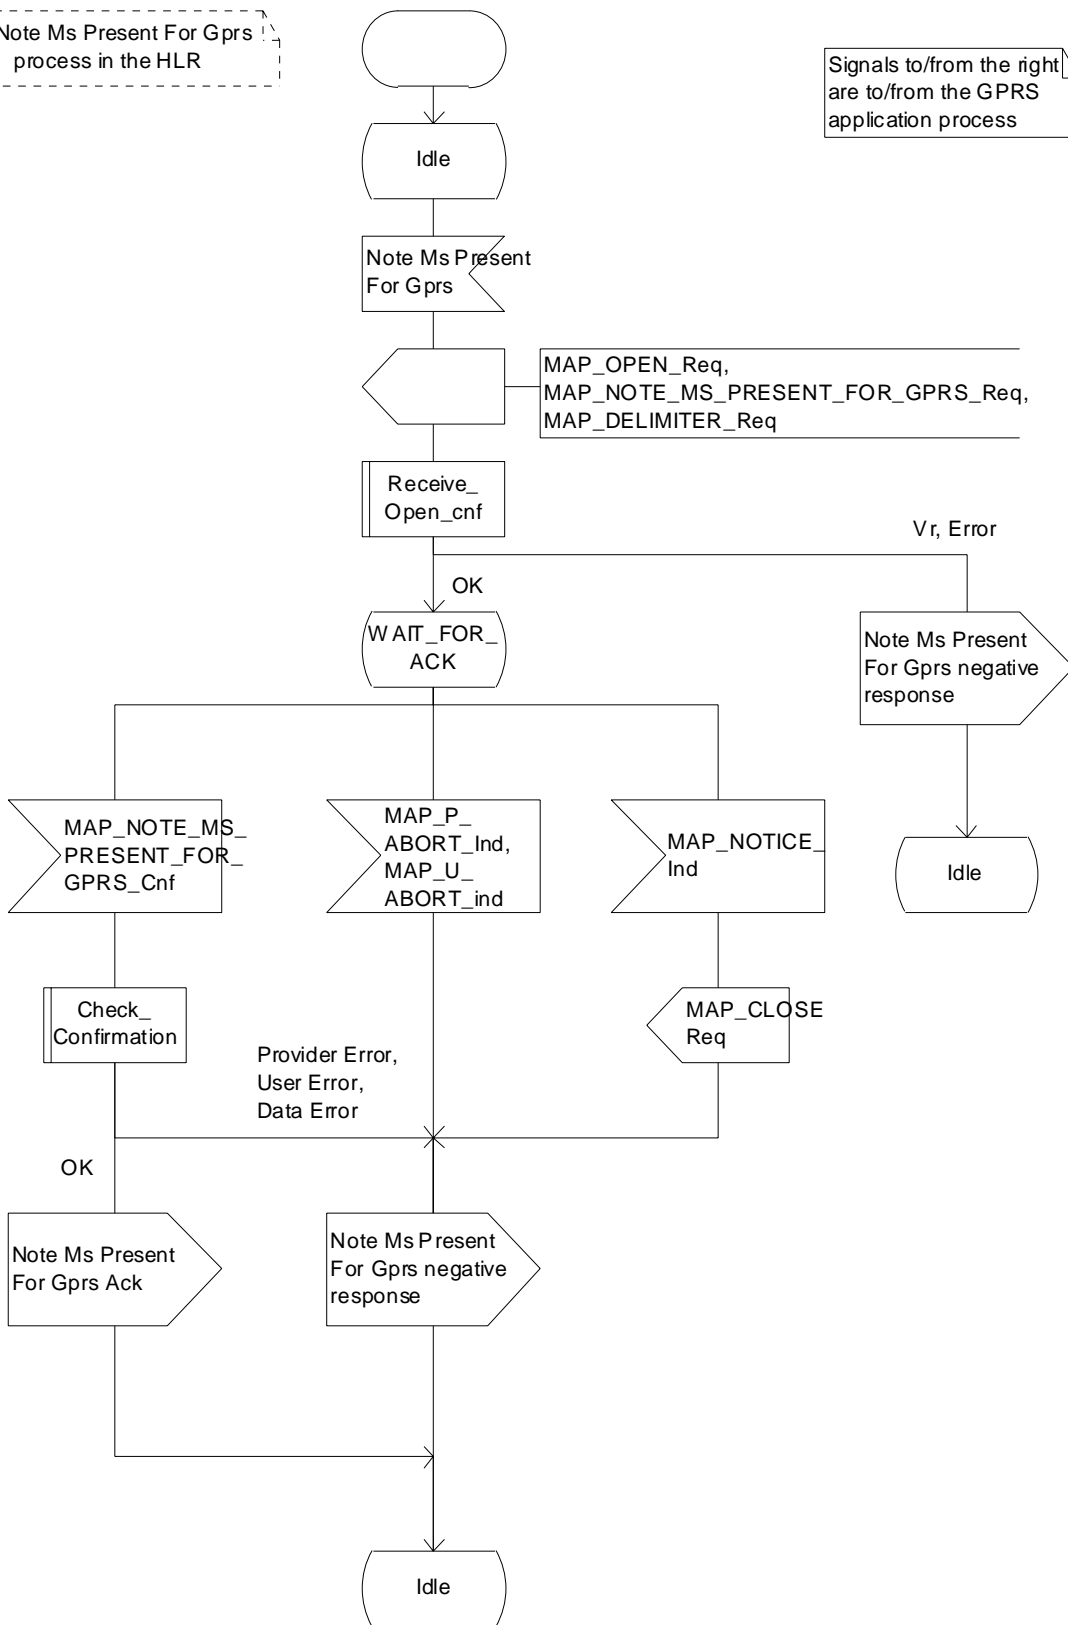 Note Ms Present For Gprs
process in the HLR
Signals to/from the right
are to/from the GPRS
application process
Idle
Note Ms Present
For Gprs
MAP_OPEN_Req,
MAP_NOTE_MS_PRESENT_FOR_GPRS_Req,
MAP_DELIMITER_Req
Receive_
Open_cnf
Vr, Error
OK
WAIT_FOR_
ACK
Note Ms Present
For Gprs negative
response
MAP_NOTE_MS_
PRESENT_FOR_
GPRS_Cnf
MAP_P_
ABORT_Ind,
MAP_U_
ABORT_ind
MAP_NOTICE_
Ind
Idle
Check_
Confirmation
MAP_CLOSE
Req
Provider Error,
User Error,
Data Error
OK
Note Ms Present
For Gprs Ack
Note Ms Present
For Gprs negative
response
Idle